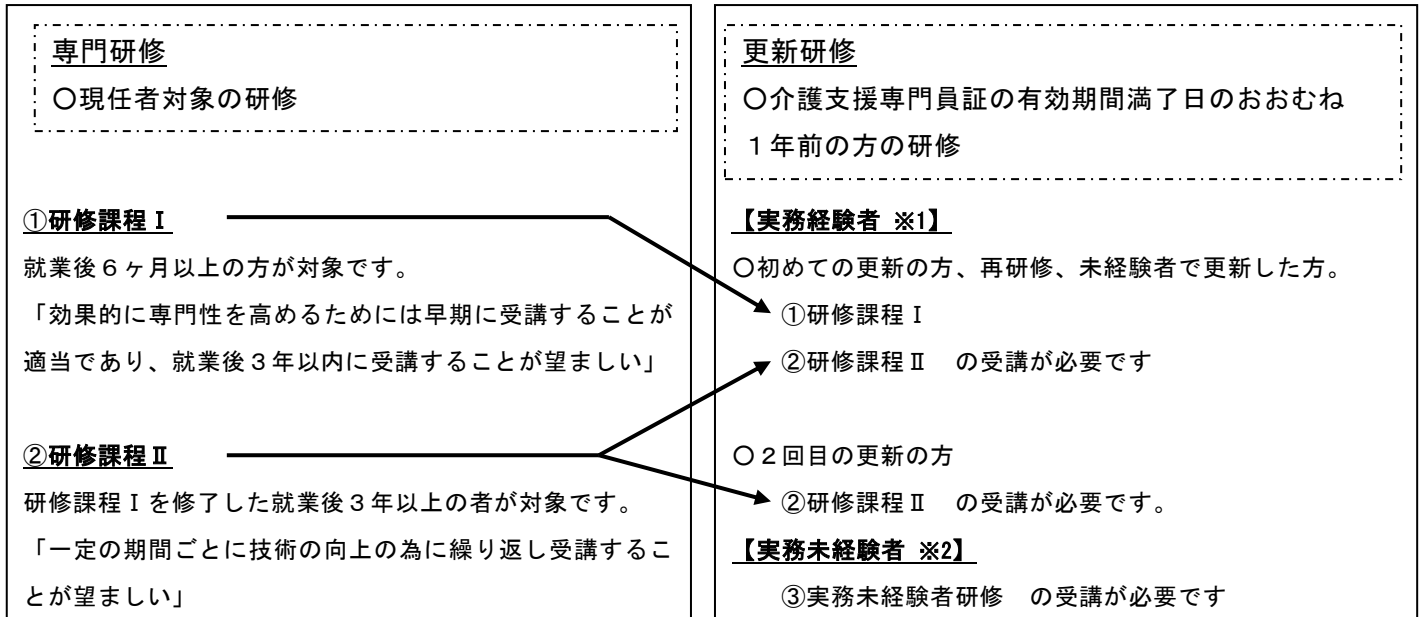 専門研修
〇現任者対象の研修
①研修課程Ⅰ
就業後６ヶ月以上の方が対象です。
「効果的に専門性を高めるためには早期に受講することが
適当であり、就業後３年以内に受講することが望ましい」
②研修課程Ⅱ
研修課程Ⅰを修了した就業後３年以上の者が対象です。
「一定の期間ごとに技術の向上の為に繰り返し受講するこ
とが望ましい」
更新研修
〇介護支援専門員証の有効期間満了日のおおむね
１年前の方の研修
【実務経験者 ※1】
〇初めての更新の方、再研修、未経験者で更新した方。
①研修課程Ⅰ
②研修課程Ⅱ　の受講が必要です
〇２回目の更新の方
②研修課程Ⅱ　の受講が必要です。
【実務未経験者 ※2】
③実務未経験者研修　の受講が必要です